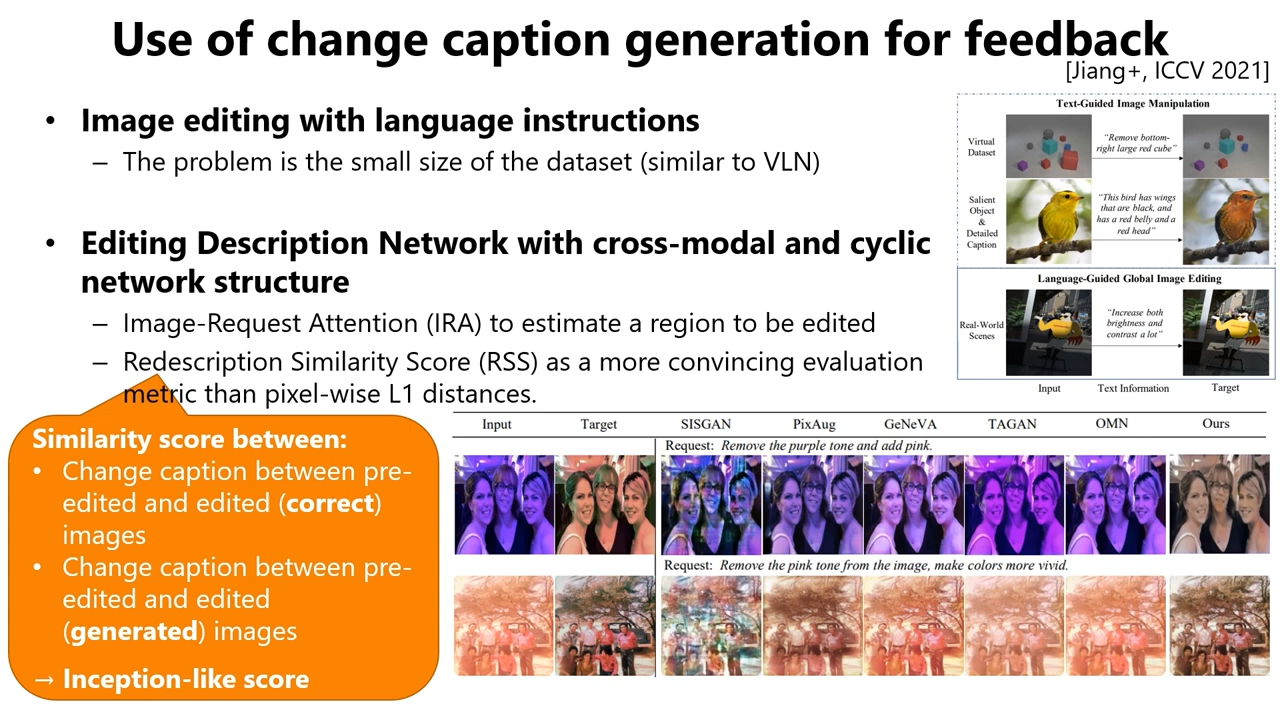 Use of change caption generation for feedback
[Jiang+, ICCV 2021]
• Image editing with language instructions
– The problem is the small size of the dataset (similar to VLN)
• Editing Description Network with cross-modal and cyclic
network structure
– Image-Request Attention (IRA) to estimate a region to be edited
– Redescription Similarity Score (RSS) as a more convincing evaluation
metric than pixel-wise L1 distances.
Similarity score between:
• Change caption between pre-
edited and edited (correct)
images
• Change caption between pre-
edited and edited
(generated) images
→ Inception-like score
Text-Guided Image Manipulation
Virtual
Dataset
"Remove bottom-
right large red cube"
Salient
Object
&
Detailed
Caption
"This bird has wings
that are black, and
has a red belly and a
red head"
Language-Guided Global Image Editing
Real-World
Scenes
"Increase both
brightness and
contrast a lot"
Input Text Information Target
Input Target SISGAN PixAug GeNeVA TAGAN OMN Ours
Request: Remove the purple tone and add pink.
Request: Remove the pink tone from the image, make colors more vivid.